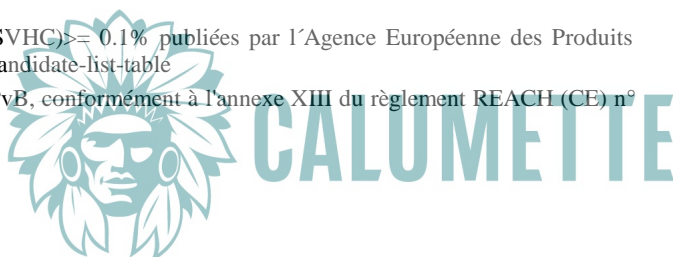 SVHC)>= 0.1% publiées par l´Agence Européenne des Produits
andidate-list-table
vB, conformément à l'annexe XIII du règlement REACH (CE) n°
CALUMETTE